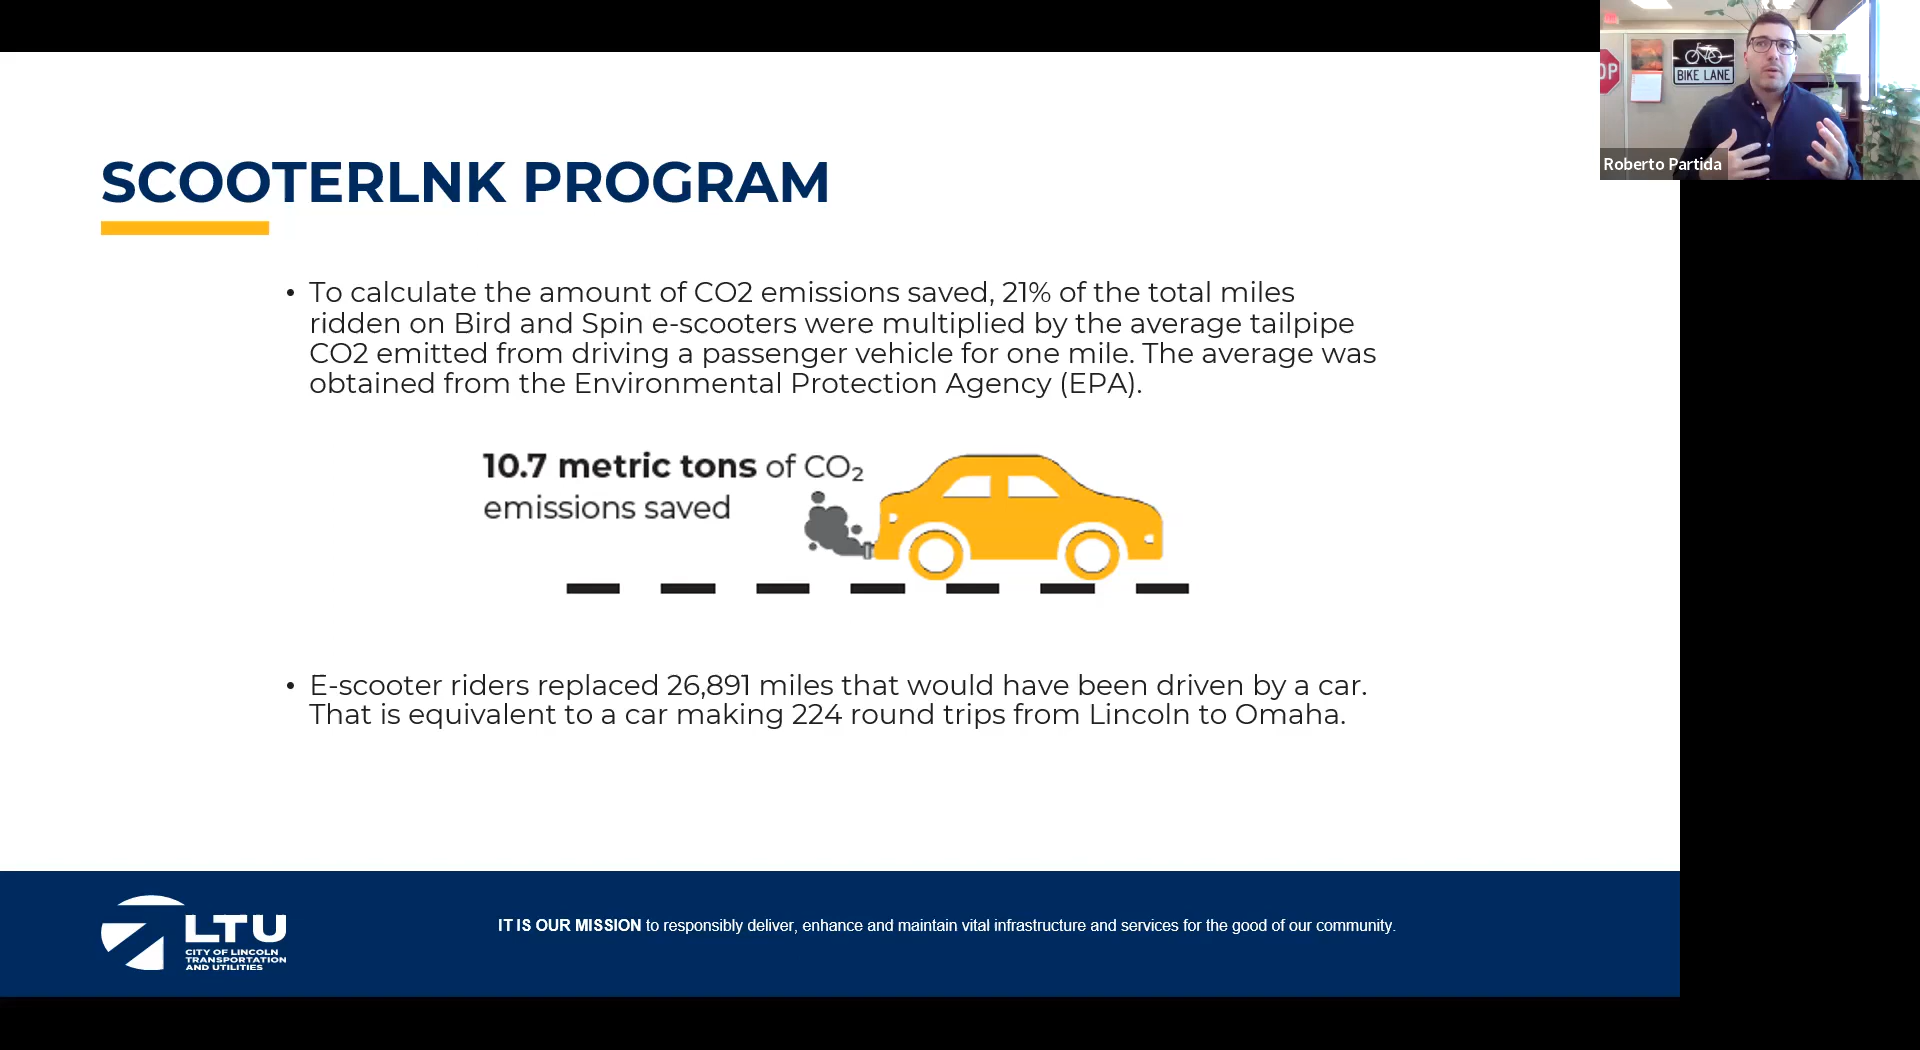 SCOOTERLNK PROGRAM
• To calculate the amount of CO2 emissions saved, 21% of the total miles
ridden on Bird and Spin e-scooters were multiplied by the average tailpipe
CO2 emitted from driving a passenger vehicle for one mile. The average was
obtained from the Environmental Protection Agency (EPA).
10.7 metric tons of CO₂
emissions saved
• E-scooter riders replaced 26,891 miles that would have been driven by a car.
That is equivalent to a car making 224 round trips from Lincoln to Omaha.
LTU
CITY OF LINCOLN
TRANSPORTATION
AND UTILITIES
IT IS OUR MISSION to responsibly deliver, enhance and maintain vital infrastructure and services for the good of our community.
OP
BIKE LANE
Roberto Partida